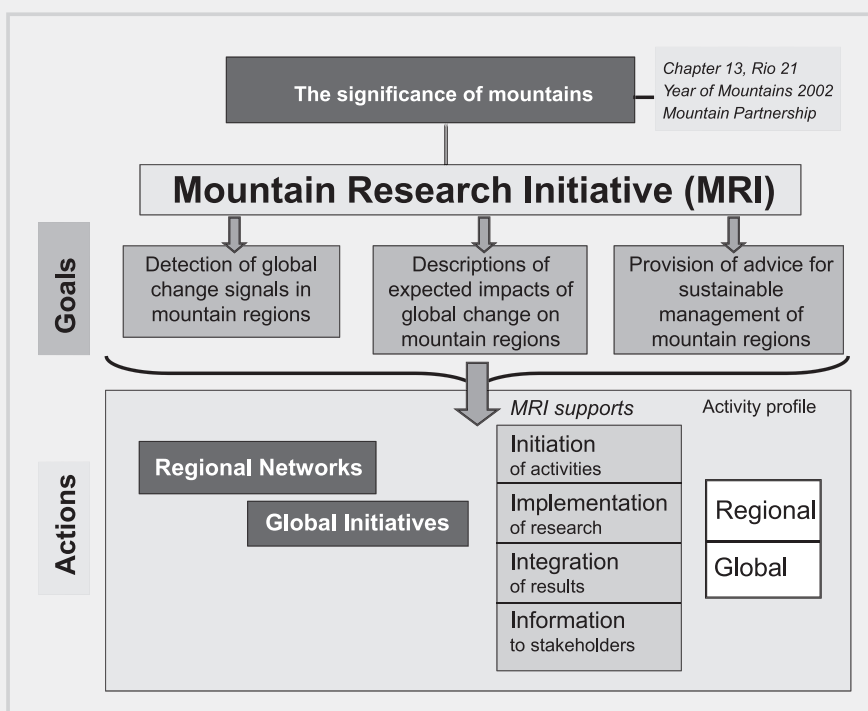 The significance of mountains
Chapter 13, Rio 21
Year of Mountains 2002
Mountain Partnership
Mountain Research Initiative (MRI)
Goals
Detection of global
change signals in
mountain regions
Descriptions of
expected impacts of
global change on
mountain regions
Provision of advice for
sustainable
management of
mountain regions
Actions
Regional Networks
Global Initiatives
MRI supports
Initiation
of activities
Implementation
of research
Integration
of results
Information
to stakeholders
Activity profile
Regional
Global